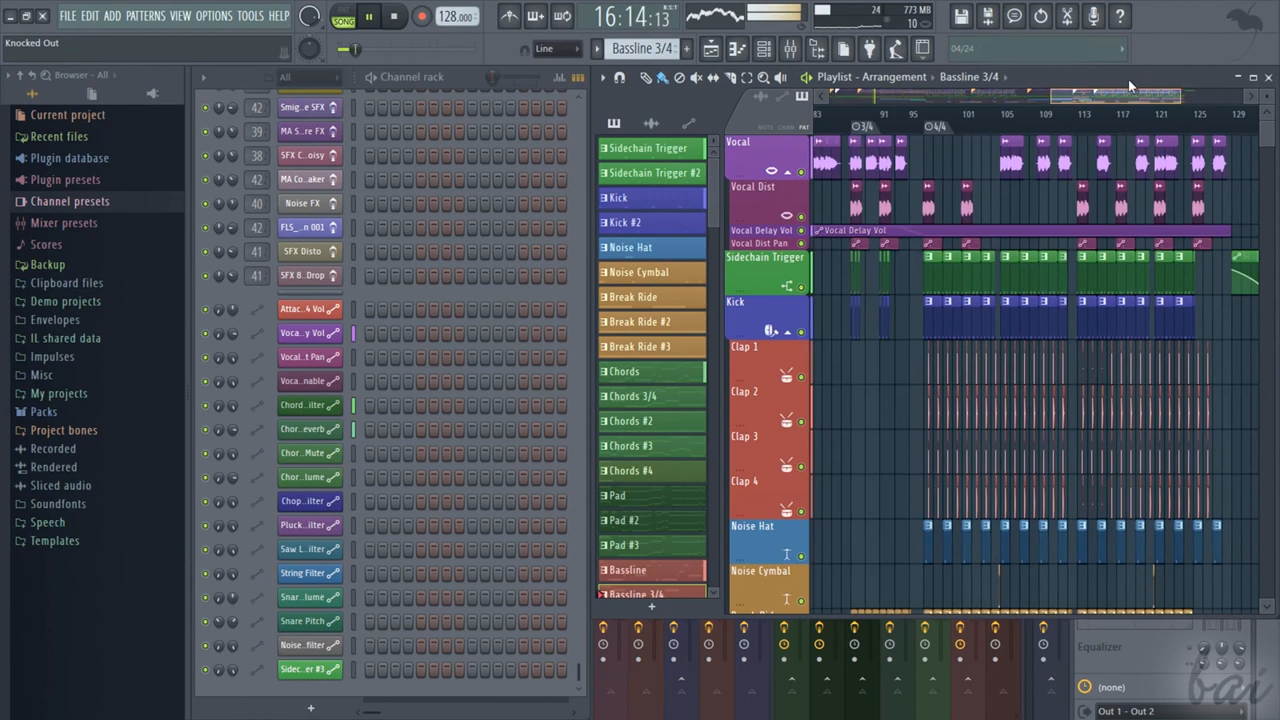 FILE EDIT ADD PATTERNS VIEW OPTIONS TOOLS HELP
Knocked Out
SONG
128.000
16:14:13
B:S:T
24
773 MB
10
Line
Bassline 3/4
04/24
Browser - All
Current project
Recent files
Plugin database
Plugin presets
Channel presets
Mixer presets
Scores
Backup
Clipboard files
Demo projects
Envelopes
IL shared data
Impulses
Misc
My projects
Packs
Project bones
Recorded
Rendered
Sliced audio
Soundfonts
Speech
Templates
All
Channel rack
42 Smig..e SFX
39 MA S..re FX
38 SFX C..oisy
42 MA Co..aker
40 Noise FX
42 FLS_..n 001
41 SFX Disto
41 SFX 8..Drop
Attac..4 Vol
Voca..y Vol
Vocal..t Pan
Voca..nable
Chord..ilter
Chor..everb
Chor..Mute
Chor..lume
Chop..ilter
Pluck..ilter
Saw L..ilter
String Filter
Snar..lume
Snare Pitch
Noise..filter
Sidec..er #3
Playlist - Arrangement
Bassline 3/4
NOTE CHAN PAT
83 91 95 101 105 109 113 117 121 125 129
3/4
4/4
Sidechain Trigger
Sidechain Trigger #2
Kick
Kick #2
Noise Hat
Noise Cymbal
Break Ride
Break Ride #2
Break Ride #3
Chords
Chords 3/4
Chords #2
Chords #3
Chords #4
Pad
Pad #2
Pad #3
Bassline
Bassline 3/4
Vocal
Vocal Dist
Vocal Delay Vol
Vocal Delay Vol
Vocal Dist Pan
Sidechain Trigger
Kick
Clap 1
Clap 2
Clap 3
Clap 4
Noise Hat
Noise Cymbal
Equalizer
(none)
Out 1 - Out 2
bai